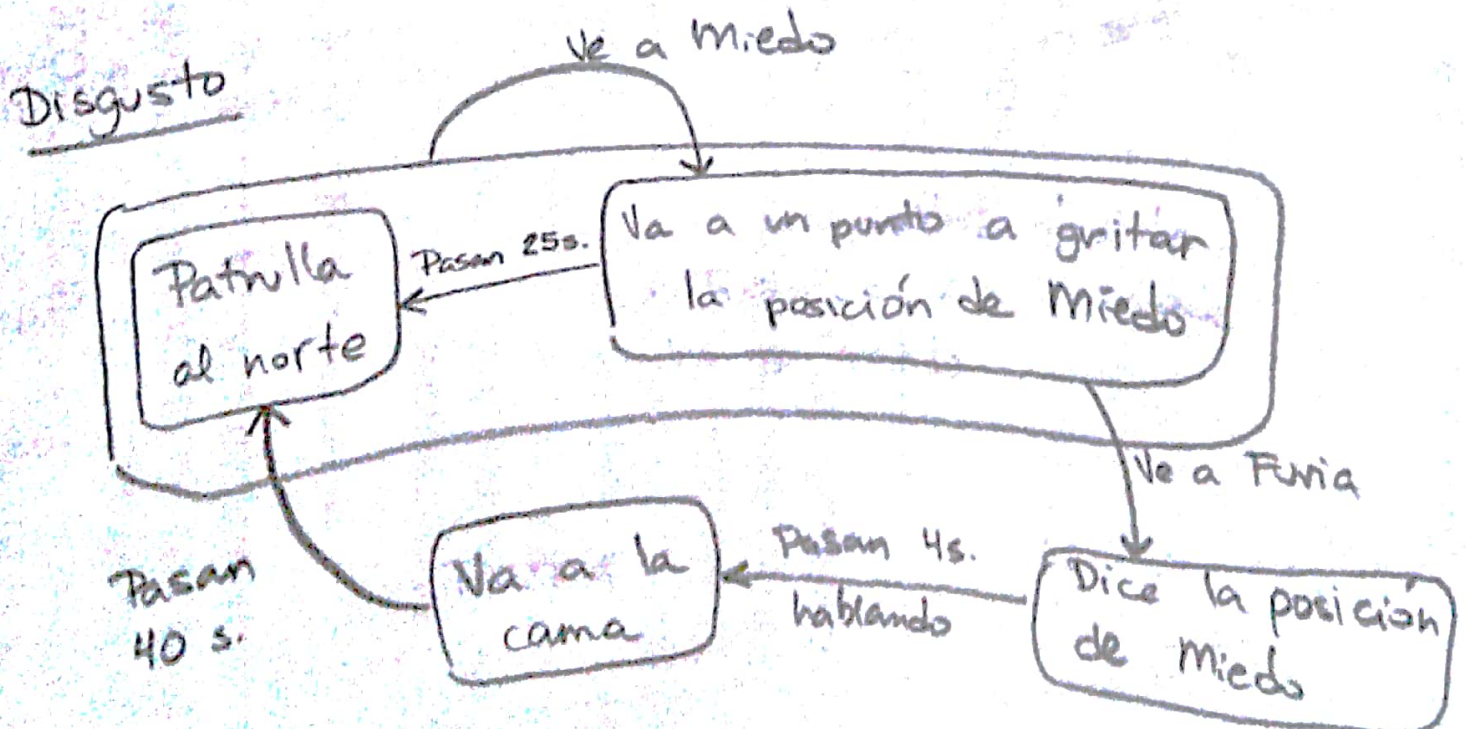 Ve a Miedo
Disgusto
Patrulla
al norte
Pasan 25s.
Va a un punto a gritar
la posición de Miedo
Ve a Furia
Pasan
40 s.
Va a la
cama
Pasan 4s.
hablando
Dice la posición
de Miedo